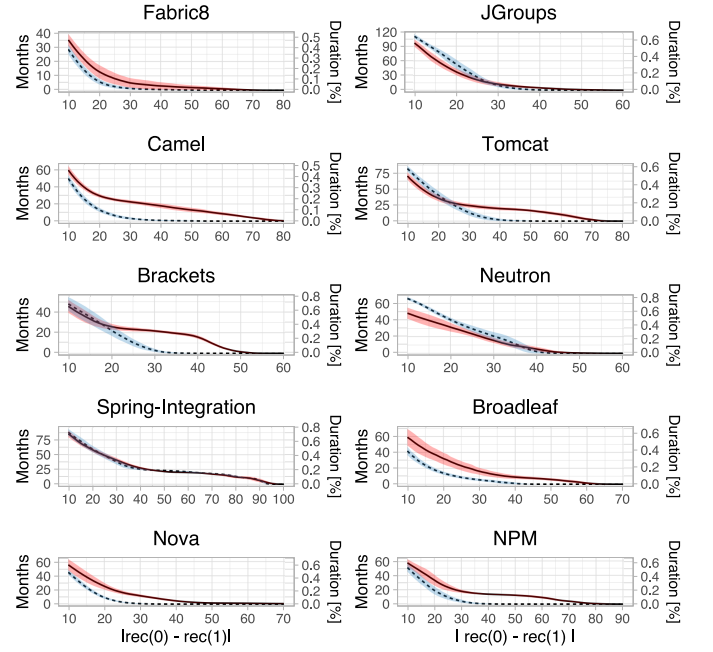 Fabric8
Months
40
30
20
10
0
0.5
0.4
0.3
0.2
0.1
0.0
Duration [%]
10 20 30 40 50 60 70 80
JGroups
Months
120
90
60
30
0
0.6
0.4
0.2
0.0
Duration [%]
10 20 30 40 50 60
Camel
Months
60
40
20
0
0.5
0.4
0.3
0.2
0.1
0.0
Duration [%]
10 20 30 40 50 60 70 80
Tomcat
Months
75
50
25
0
0.6
0.4
0.2
0.0
Duration [%]
10 20 30 40 50 60 70 80
Brackets
Months
40
20
0
0.8
0.6
0.4
0.2
0.0
Duration [%]
10 20 30 40 50 60
Neutron
Months
60
40
20
0
0.8
0.6
0.4
0.2
0.0
Duration [%]
10 20 30 40 50 60
Spring-Integration
Months
75
50
25
0
0.8
0.6
0.4
0.2
0.0
Duration [%]
10 20 30 40 50 60 70 80 90 100
Broadleaf
Months
60
40
20
0
0.6
0.4
0.2
0.0
Duration [%]
10 20 30 40 50 60 70
Nova
Months
60
40
20
0
0.6
0.4
0.2
0.0
Duration [%]
10 20 30 40 50 60 70
|rec(0) - rec(1)|
NPM
Months
60
40
20
0
0.6
0.5
0.4
0.3
0.2
0.1
0.0
Duration [%]
10 20 30 40 50 60 70 80 90
| rec(0) - rec(1) |